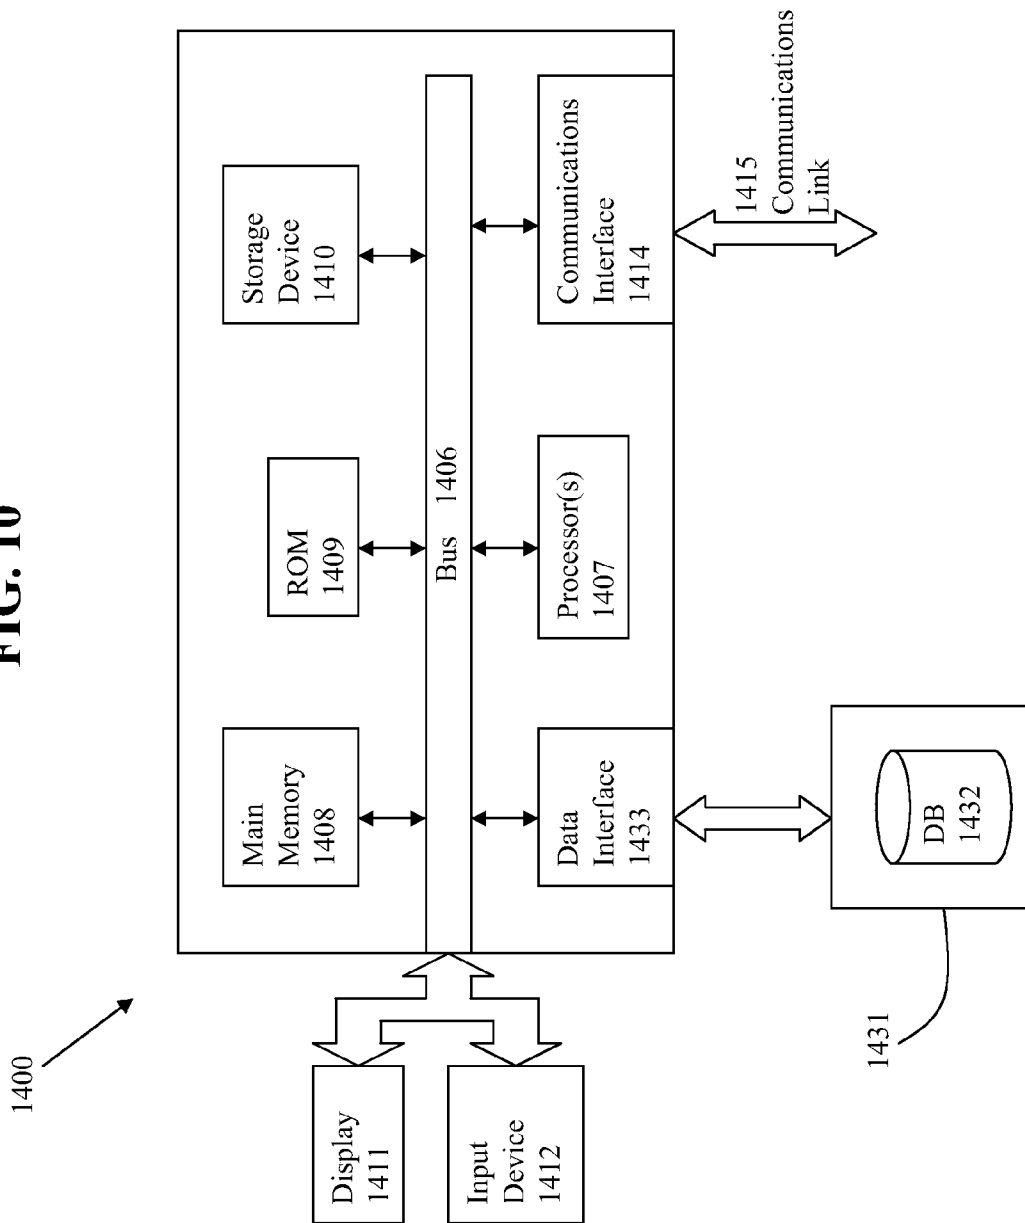 FIG. 10
1400
Display
1411
Input
Device
1412
Main
Memory
1408
ROM
1409
Storage
Device
1410
Bus 1406
Data
Interface
1433
Processor(s)
1407
Communications
Interface
1414
1415
Communications
Link
DB
1432
1431